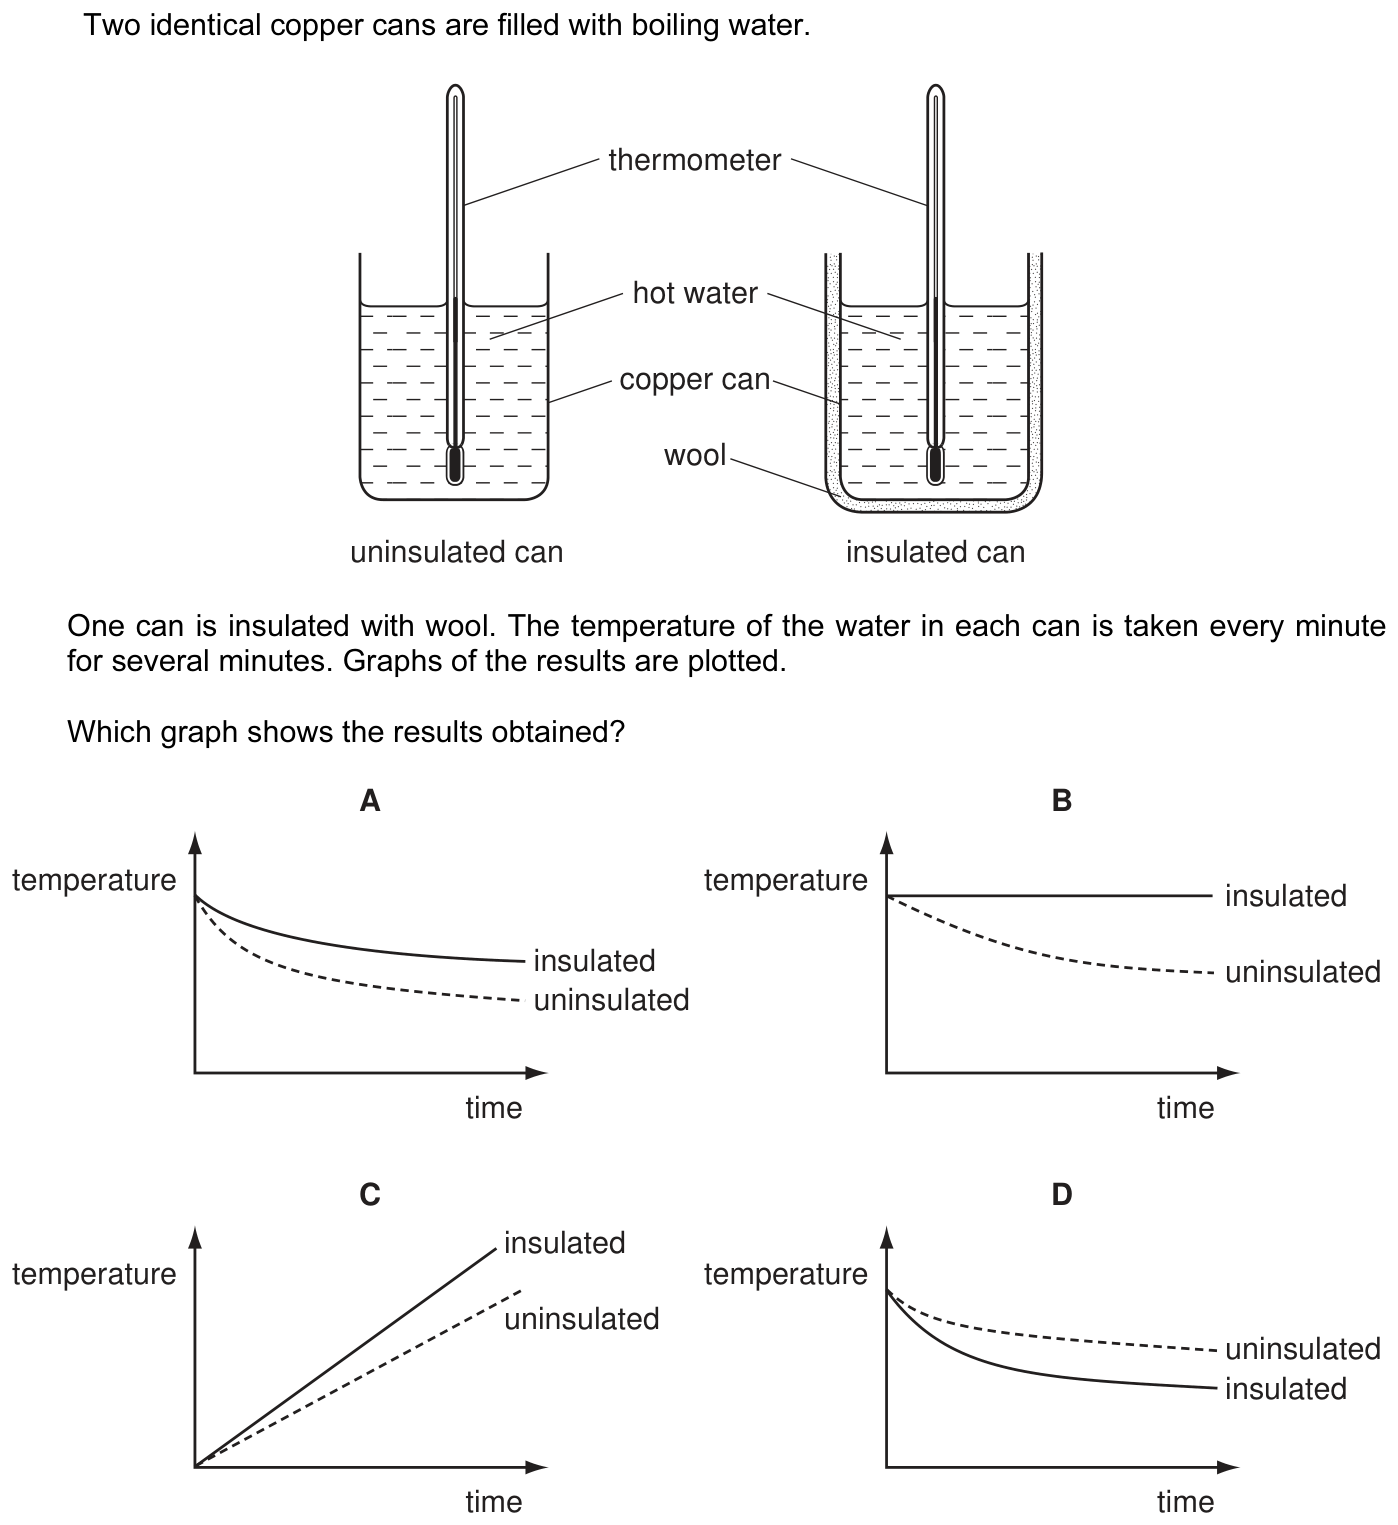 Two identical copper cans are filled with boiling water.
thermometer
hot water
copper can
wool
uninsulated can
insulated can
One can is insulated with wool. The temperature of the water in each can is taken every minute
for several minutes. Graphs of the results are plotted.
Which graph shows the results obtained?
A
temperature
insulated
uninsulated
time
B
temperature
insulated
uninsulated
time
C
temperature
insulated
uninsulated
time
D
temperature
uninsulated
insulated
time